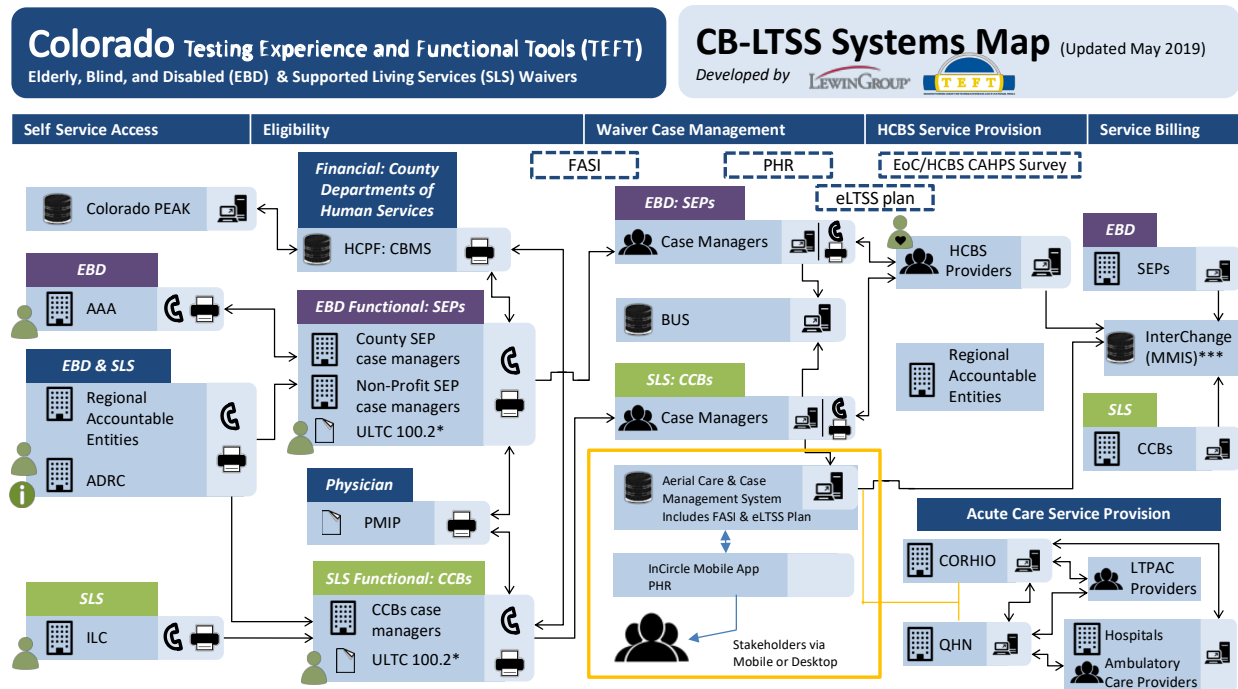 Colorado Testing Experience and Functional Tools (TEFT)
Elderly, Blind, and Disabled (EBD) & Supported Living Services (SLS) Waivers
CB-LTSS Systems Map (Updated May 2019)
Developed by
LEWINGROUP
TEFT
Self Service Access
Eligibility
Waiver Case Management
HCBS Service Provision
Service Billing
FASI
PHR
EoC/HCBS CAHPS Survey
eLTSS plan
Colorado PEAK
EBD
AAA
EBD & SLS
Regional
Accountable
Entities
ADRC
SLS
ILC
Financial: County
Departments of
Human Services
HCPF: CBMS
EBD Functional: SEPs
County SEP
case managers
Non-Profit SEP
case managers
ULTC 100.2*
Physician
PMIP
SLS Functional: CCBs
CCBs case
managers
ULTC 100.2*
EBD: SEPs
Case Managers
BUS
SLS: CCBs
Case Managers
Aerial Care & Case
Management System
Includes FASI & eLTSS Plan
InCircle Mobile App
PHR
Stakeholders via
Mobile or Desktop
HCBS
Providers
Regional
Accountable
Entities
EBD
SEPs
InterChange
(MMIS)***
SLS
CCBs
Acute Care Service Provision
CORHIO
LTPAC
Providers
QHN
Hospitals
Ambulatory
Care Providers